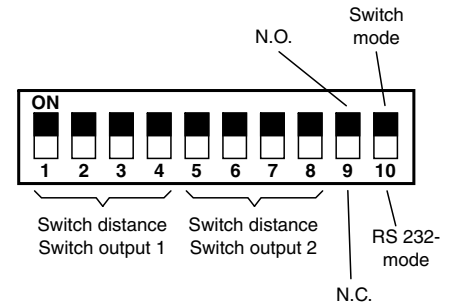 Switch
mode
N.O.
ON
1 2 3 4 5 6 7 8 9 10
Switch distance
Switch output 1
Switch distance
Switch output 2
RS 232-
mode
N.C.